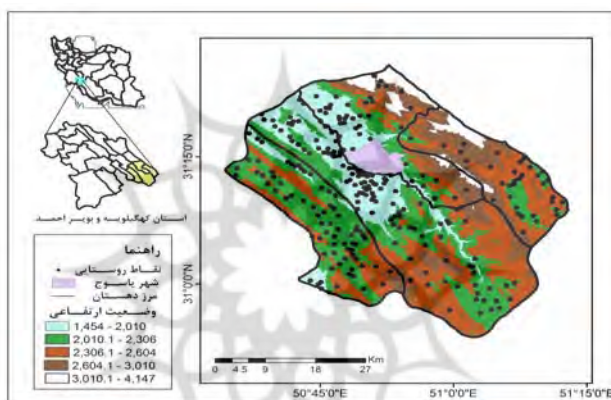 استان کهگیلویه و بویر احمد
راهنما
نقاط روستایی
شهر یاسوج
مرز دهستان
وضعیت ارتفاعی
1,454 - 2,010
2,010.1 - 2,306
2,306.1 - 2,604
2,604.1 - 3,010
3,010.1 - 4,147
31°15'0"N
31°0'0"N
Km
0 4.5 9 18 27
50°45'0"E 51°0'0"E 51°15'0"E